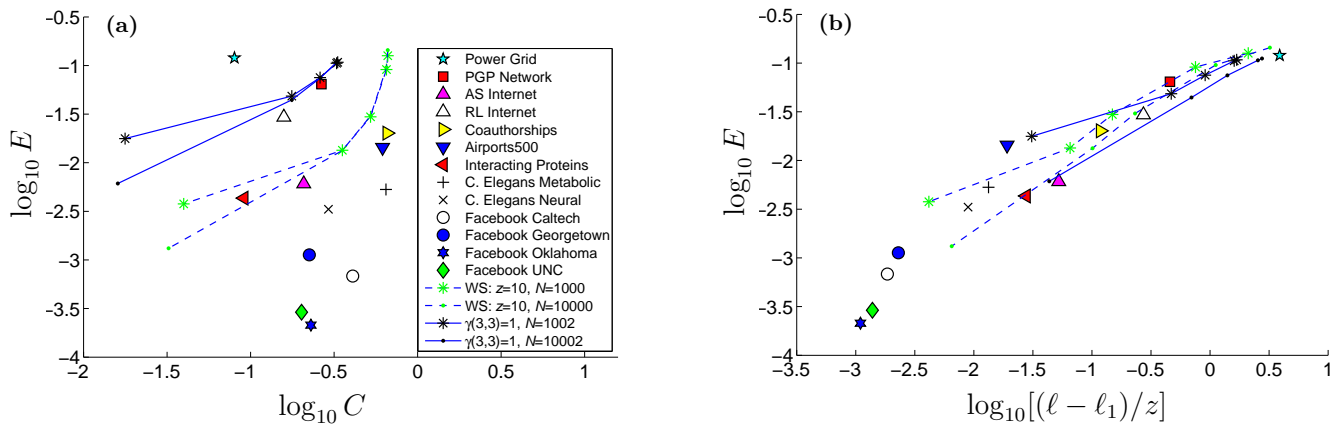 (a)
−1
−1.5
−2
−2.5
−3
−3.5
−4
log10 E
−2 −1.5 −1 −0.5 0 0.5 1
log10 C
Power Grid
PGP Network
AS Internet
RL Internet
Coauthorships
Airports500
Interacting Proteins
C. Elegans Metabolic
C. Elegans Neural
Facebook Caltech
Facebook Georgetown
Facebook Oklahoma
Facebook UNC
WS: z=10, N=1000
WS: z=10, N=10000
γ(3,3)=1, N=1002
γ(3,3)=1, N=10002
(b)
−1
−1.5
−2
−2.5
−3
−3.5
−4
log10 E
−3.5 −3 −2.5 −2 −1.5 −1 −0.5 0 0.5 1
log10[(ℓ − ℓ1)/z]